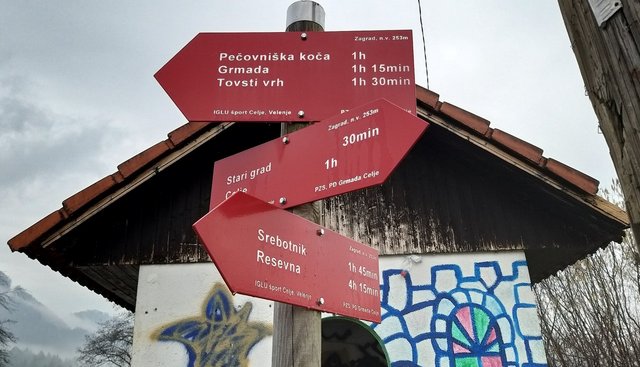 Zagrad, n.v. 253m
Pečovniška koča 1h
Grmada 1h 15min
Tovsti vrh 1h 30min
IGLU šport Celje, Velenje
Zagrad, n.v. 253m
Stari grad 30min
Celje 1h
PZS, PD Grmada Celje
Zagrad, n.v. 253m
Srebotnik 1h 45min
Resevna 4h 15min
IGLU šport Celje, Velenje PZS, PD Grmada Celje